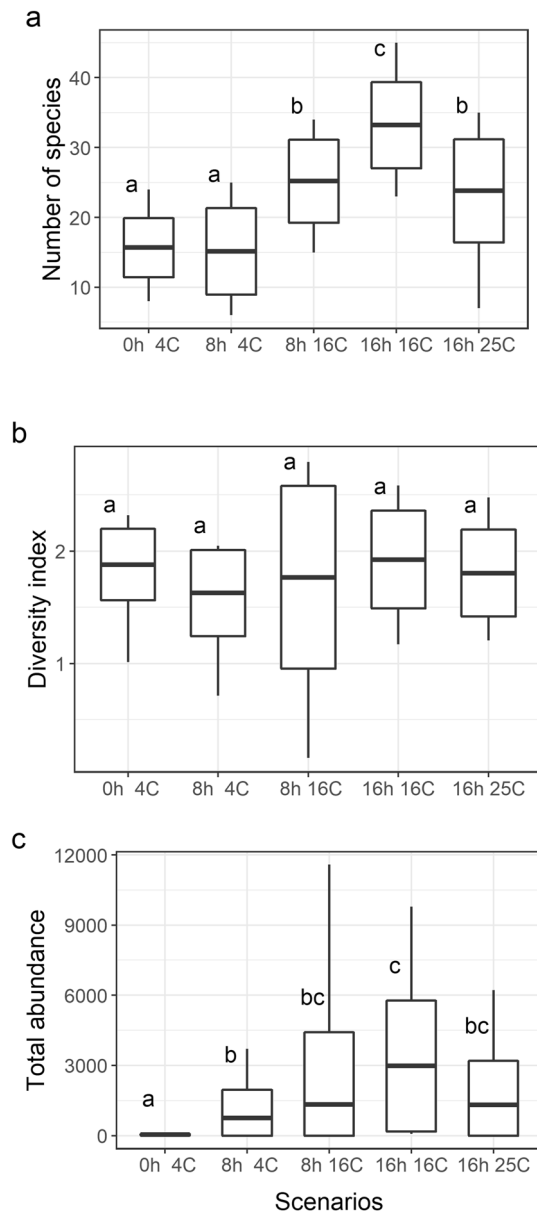 a
Number of species
40
30
20
10
a
a
b
c
b
0h 4C
8h 4C
8h 16C
16h 16C
16h 25C
b
Diversity index
2
1
a
a
a
a
a
0h 4C
8h 4C
8h 16C
16h 16C
16h 25C
c
Total abundance
12000
9000
6000
3000
0
a
b
bc
c
bc
0h 4C
8h 4C
8h 16C
16h 16C
16h 25C
Scenarios